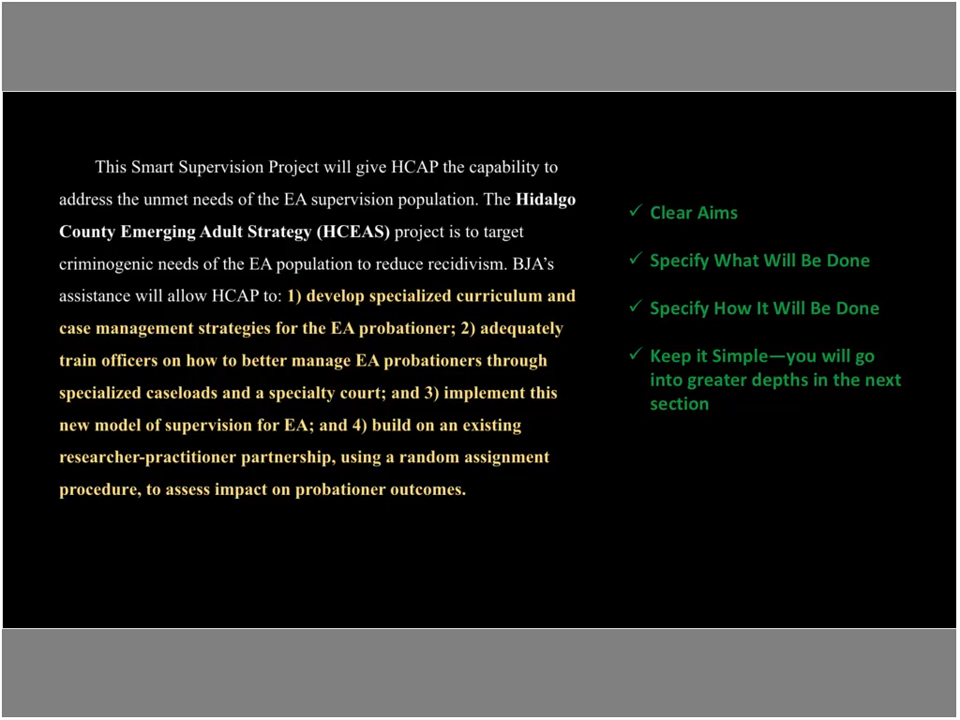 This Smart Supervision Project will give HCAP the capability to
address the unmet needs of the EA supervision population. The Hidalgo
County Emerging Adult Strategy (HCEAS) project is to target
criminogenic needs of the EA population to reduce recidivism. BJA's
assistance will allow HCAP to: 1) develop specialized curriculum and
case management strategies for the EA probationer; 2) adequately
train officers on how to better manage EA probationers through
specialized caseloads and a specialty court; and 3) implement this
new model of supervision for EA; and 4) build on an existing
researcher-practitioner partnership, using a random assignment
procedure, to assess impact on probationer outcomes.
✓ Clear Aims
✓ Specify What Will Be Done
✓ Specify How It Will Be Done
✓ Keep it Simple—you will go
into greater depths in the next
section